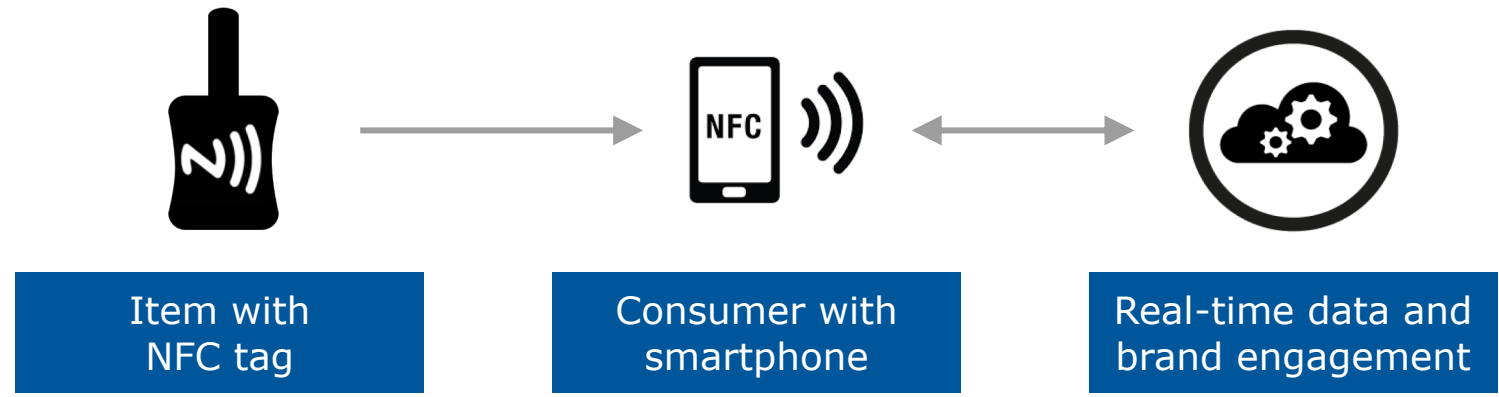 NFC
Item with
NFC tag
Consumer with
smartphone
Real-time data and
brand engagement